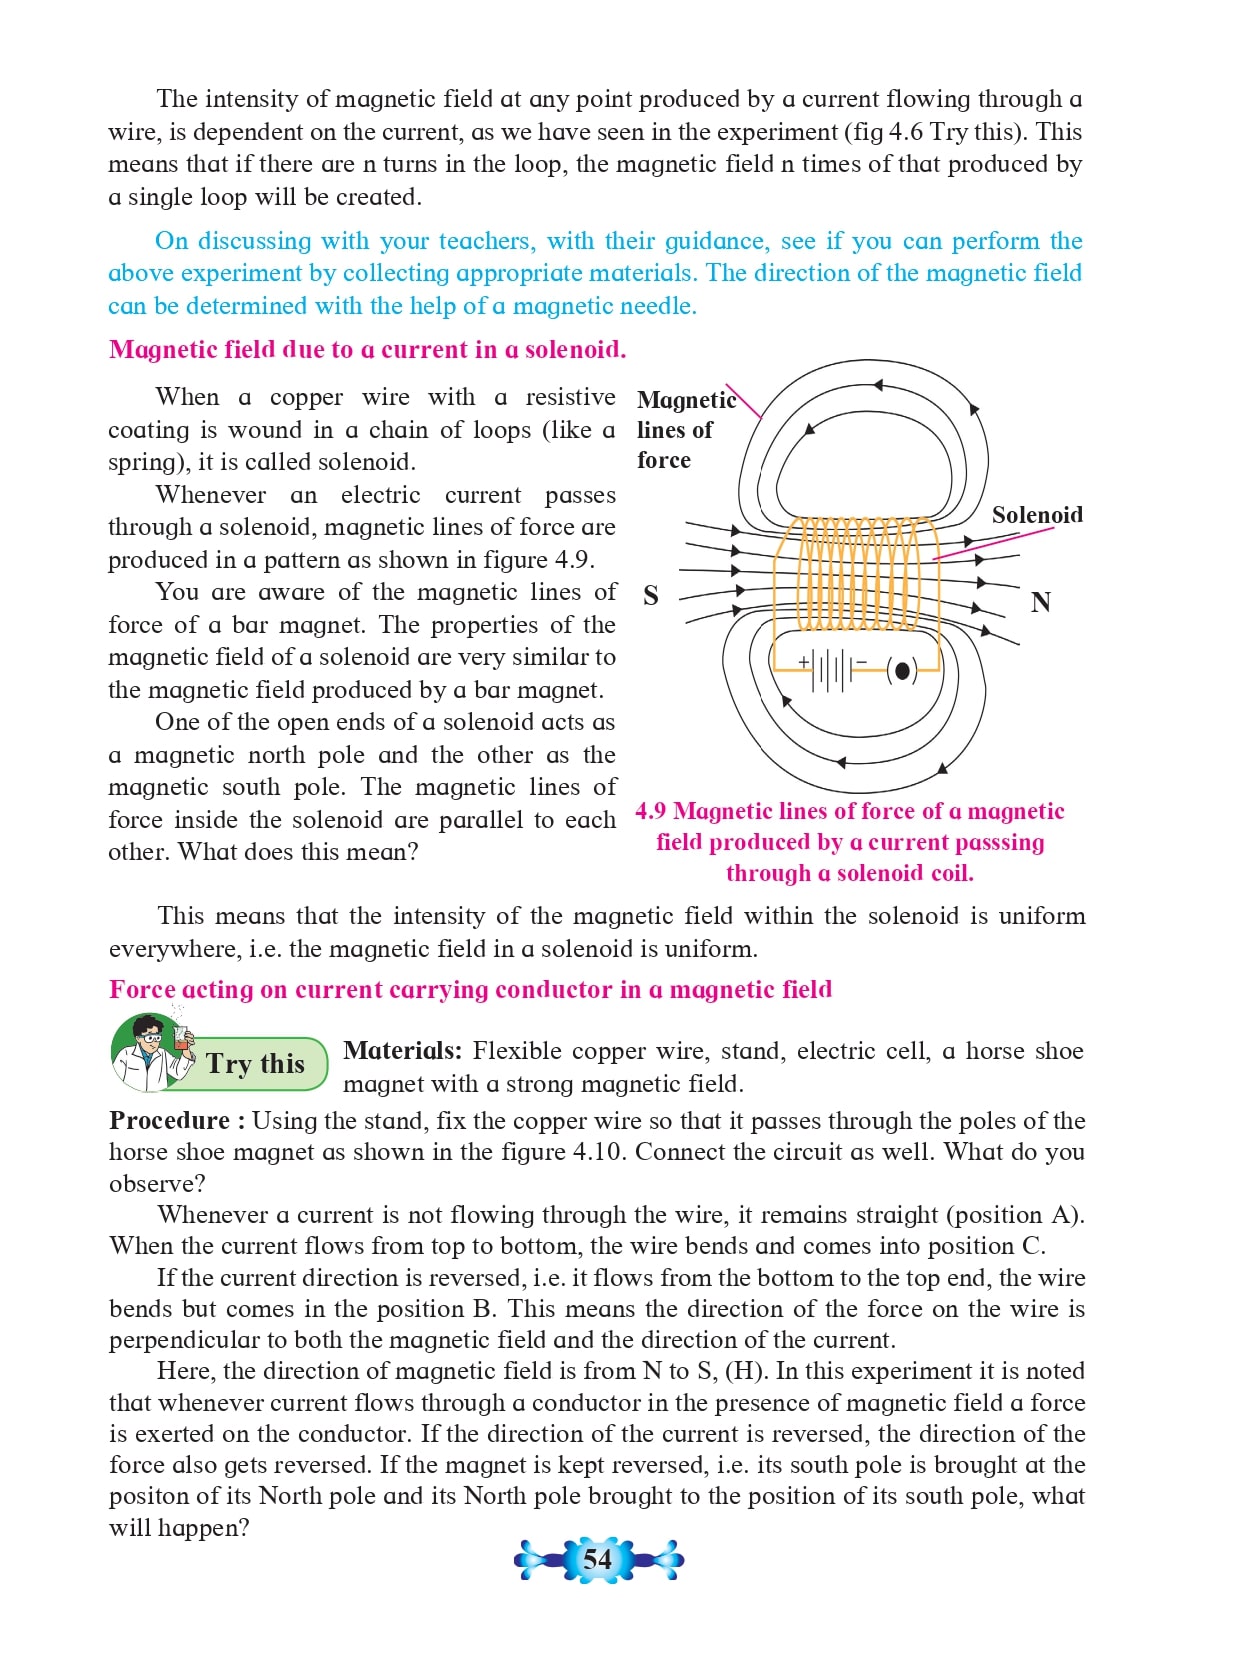 The intensity of magnetic field at any point produced by a current flowing through a
wire, is dependent on the current, as we have seen in the experiment (fig 4.6 Try this). This
means that if there are n turns in the loop, the magnetic field n times of that produced by
a single loop will be created.
On discussing with your teachers, with their guidance, see if you can perform the
above experiment by collecting appropriate materials. The direction of the magnetic field
can be determined with the help of a magnetic needle.
Magnetic field due to a current in a solenoid.
When a copper wire with a resistive
coating is wound in a chain of loops (like a
spring), it is called solenoid.
Whenever an electric current passes
through a solenoid, magnetic lines of force are
produced in a pattern as shown in figure 4.9.
You are aware of the magnetic lines of
force of a bar magnet. The properties of the
magnetic field of a solenoid are very similar to
the magnetic field produced by a bar magnet.
One of the open ends of a solenoid acts as
a magnetic north pole and the other as the
magnetic south pole. The magnetic lines of
force inside the solenoid are parallel to each
other. What does this mean?
Magnetic
lines of
force
Solenoid
S
N
+
−
4.9 Magnetic lines of force of a magnetic
field produced by a current passsing
through a solenoid coil.
This means that the intensity of the magnetic field within the solenoid is uniform
everywhere, i.e. the magnetic field in a solenoid is uniform.
Force acting on current carrying conductor in a magnetic field
Try this
Materials: Flexible copper wire, stand, electric cell, a horse shoe
magnet with a strong magnetic field.
Procedure : Using the stand, fix the copper wire so that it passes through the poles of the
horse shoe magnet as shown in the figure 4.10. Connect the circuit as well. What do you
observe?
Whenever a current is not flowing through the wire, it remains straight (position A).
When the current flows from top to bottom, the wire bends and comes into position C.
If the current direction is reversed, i.e. it flows from the bottom to the top end, the wire
bends but comes in the position B. This means the direction of the force on the wire is
perpendicular to both the magnetic field and the direction of the current.
Here, the direction of magnetic field is from N to S, (H). In this experiment it is noted
that whenever current flows through a conductor in the presence of magnetic field a force
is exerted on the conductor. If the direction of the current is reversed, the direction of the
force also gets reversed. If the magnet is kept reversed, i.e. its south pole is brought at the
positon of its North pole and its North pole brought to the position of its south pole, what
will happen?
54